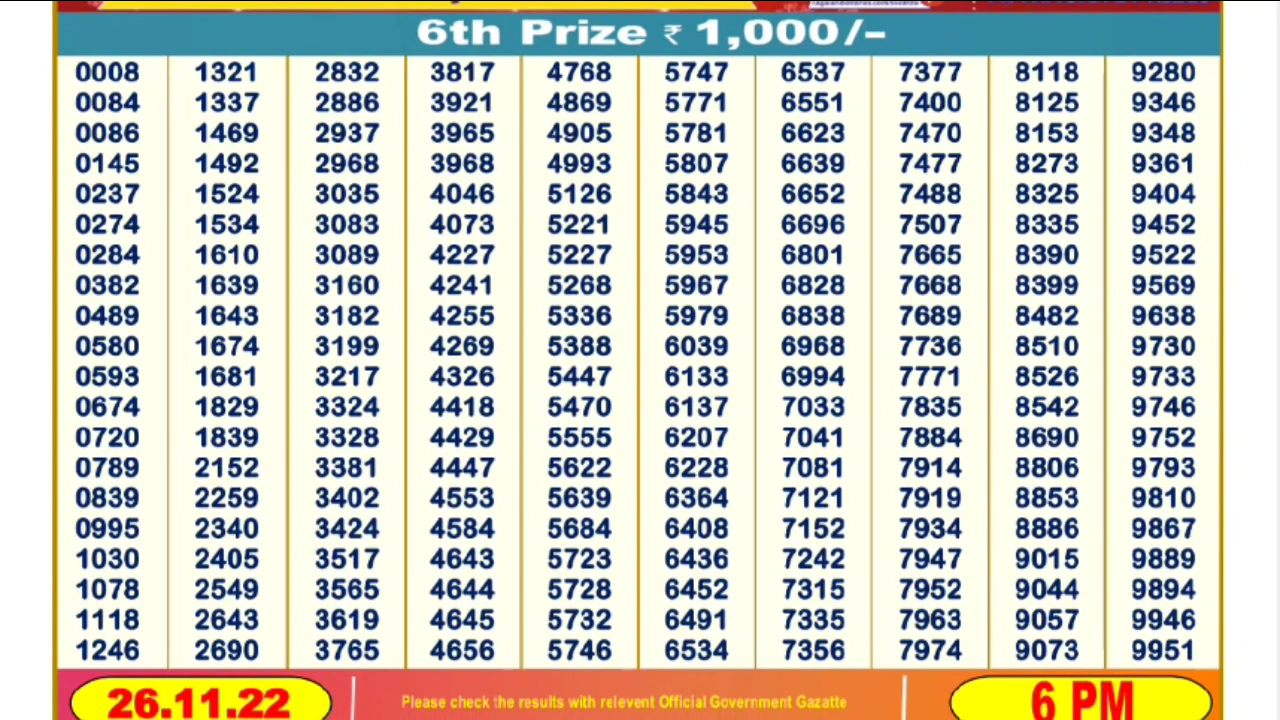 6th Prize ₹ 1,000/-
0008 1321 2832 3817 4768 5747 6537 7377 8118 9280
0084 1337 2886 3921 4869 5771 6551 7400 8125 9346
0086 1469 2937 3965 4905 5781 6623 7470 8153 9348
0145 1492 2968 3968 4993 5807 6639 7477 8273 9361
0237 1524 3035 4046 5126 5843 6652 7488 8325 9404
0274 1534 3083 4073 5221 5945 6696 7507 8335 9452
0284 1610 3089 4227 5227 5953 6801 7665 8390 9522
0382 1639 3160 4241 5268 5967 6828 7668 8399 9569
0489 1643 3182 4255 5336 5979 6838 7689 8482 9638
0580 1674 3199 4269 5388 6039 6968 7736 8510 9730
0593 1681 3217 4326 5447 6133 6994 7771 8526 9733
0674 1829 3324 4418 5470 6137 7033 7835 8542 9746
0720 1839 3328 4429 5555 6207 7041 7884 8690 9752
0789 2152 3381 4447 5622 6228 7081 7914 8806 9793
0839 2259 3402 4553 5639 6364 7121 7919 8853 9810
0995 2340 3424 4584 5684 6408 7152 7934 8886 9867
1030 2405 3517 4643 5723 6436 7242 7947 9015 9889
1078 2549 3565 4644 5728 6452 7315 7952 9044 9894
1118 2643 3619 4645 5732 6491 7335 7963 9057 9946
1246 2690 3765 4656 5746 6534 7356 7974 9073 9951
26.11.22 Please check the results with relevent Official Government Gazatte 6 PM